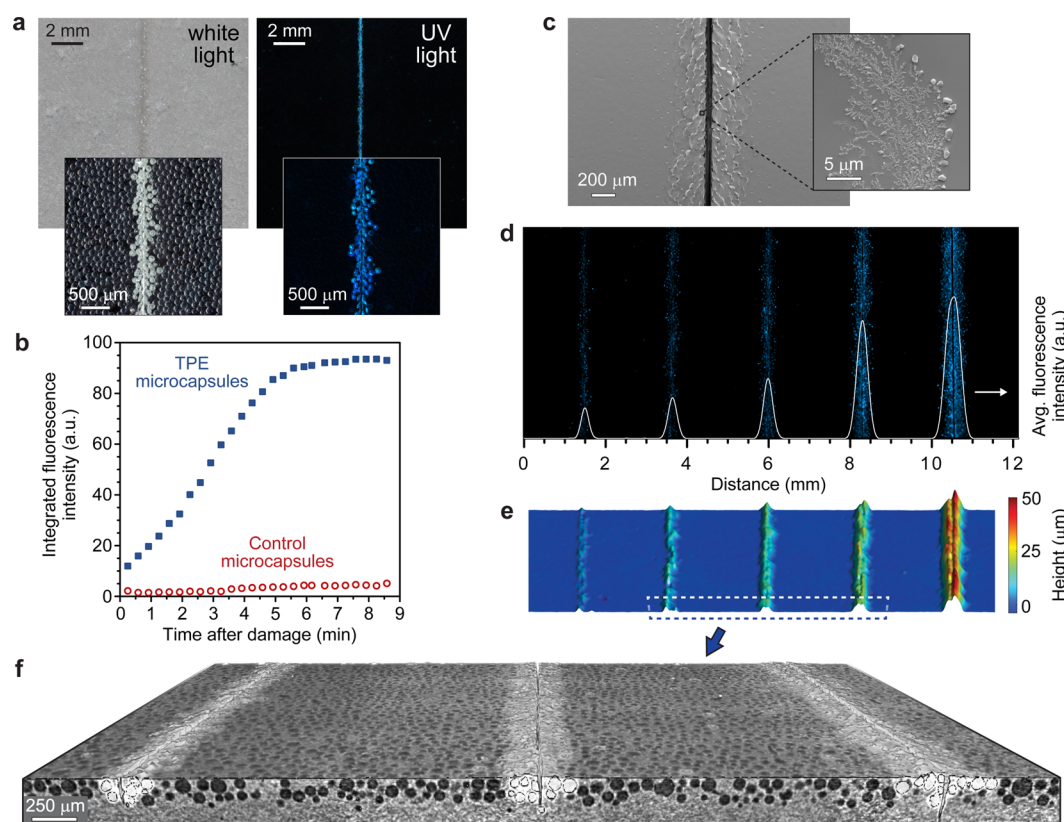 a
2 mm
white
light
2 mm
UV
light
500 μm
500 μm
b
Integrated fluorescence
intensity (a.u.)
100
80
60
40
20
0
TPE
microcapsules
Control
microcapsules
0 1 2 3 4 5 6 7 8 9
Time after damage (min)
c
200 μm
5 μm
d
Avg. fluorescence
intensity (a.u.)
0 2 4 6 8 10 12
Distance (mm)
e
50
25
0
Height (μm)
f
250 μm